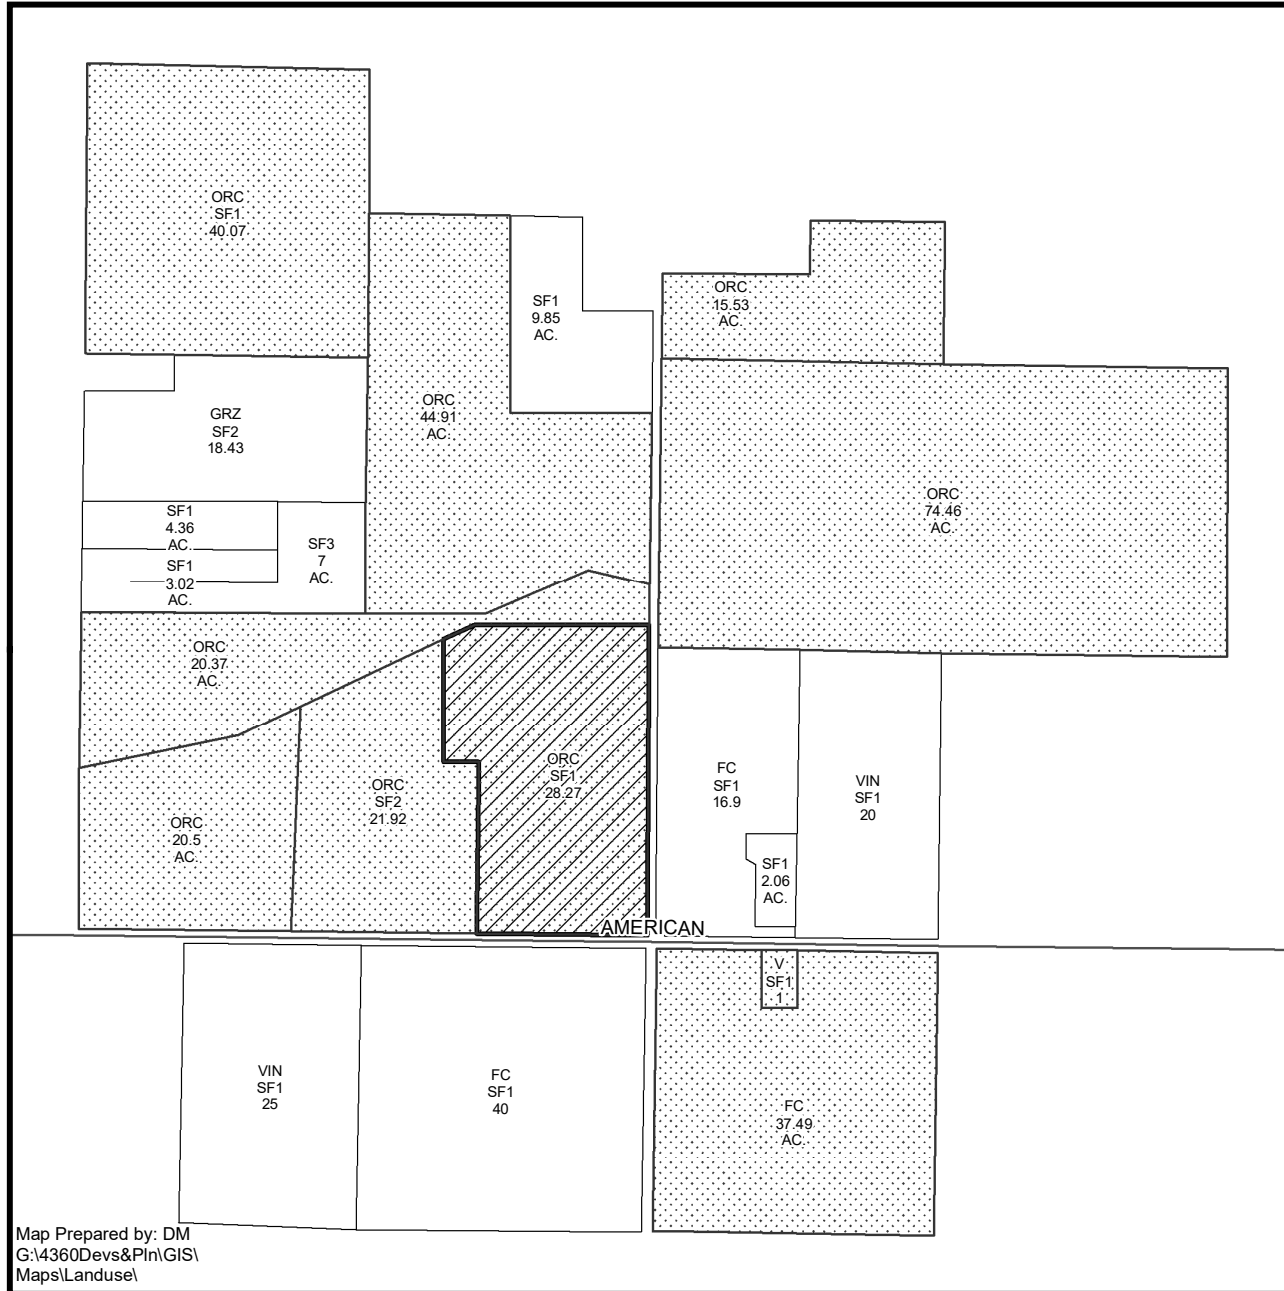 ORC
SF1
40.07
SF1
9.85
AC.
ORC
15.53
AC.
GRZ
SF2
18.43
ORC
44.91
AC.
ORC
74.46
AC.
SF1
4.36
AC.
SF3
7
AC.
SF1
3.02
AC.
ORC
20.37
AC.
ORC
SF1
28.27
FC
SF1
16.9
VIN
SF1
20
ORC
SF2
21.92
ORC
20.5
AC.
SF1
2.06
AC.
AMERICAN
V
SF1
1
VIN
SF1
25
FC
SF1
40
FC
37.49
AC.
Map Prepared by: DM
G:\4360Devs&Pln\GIS\
Maps\Landuse\